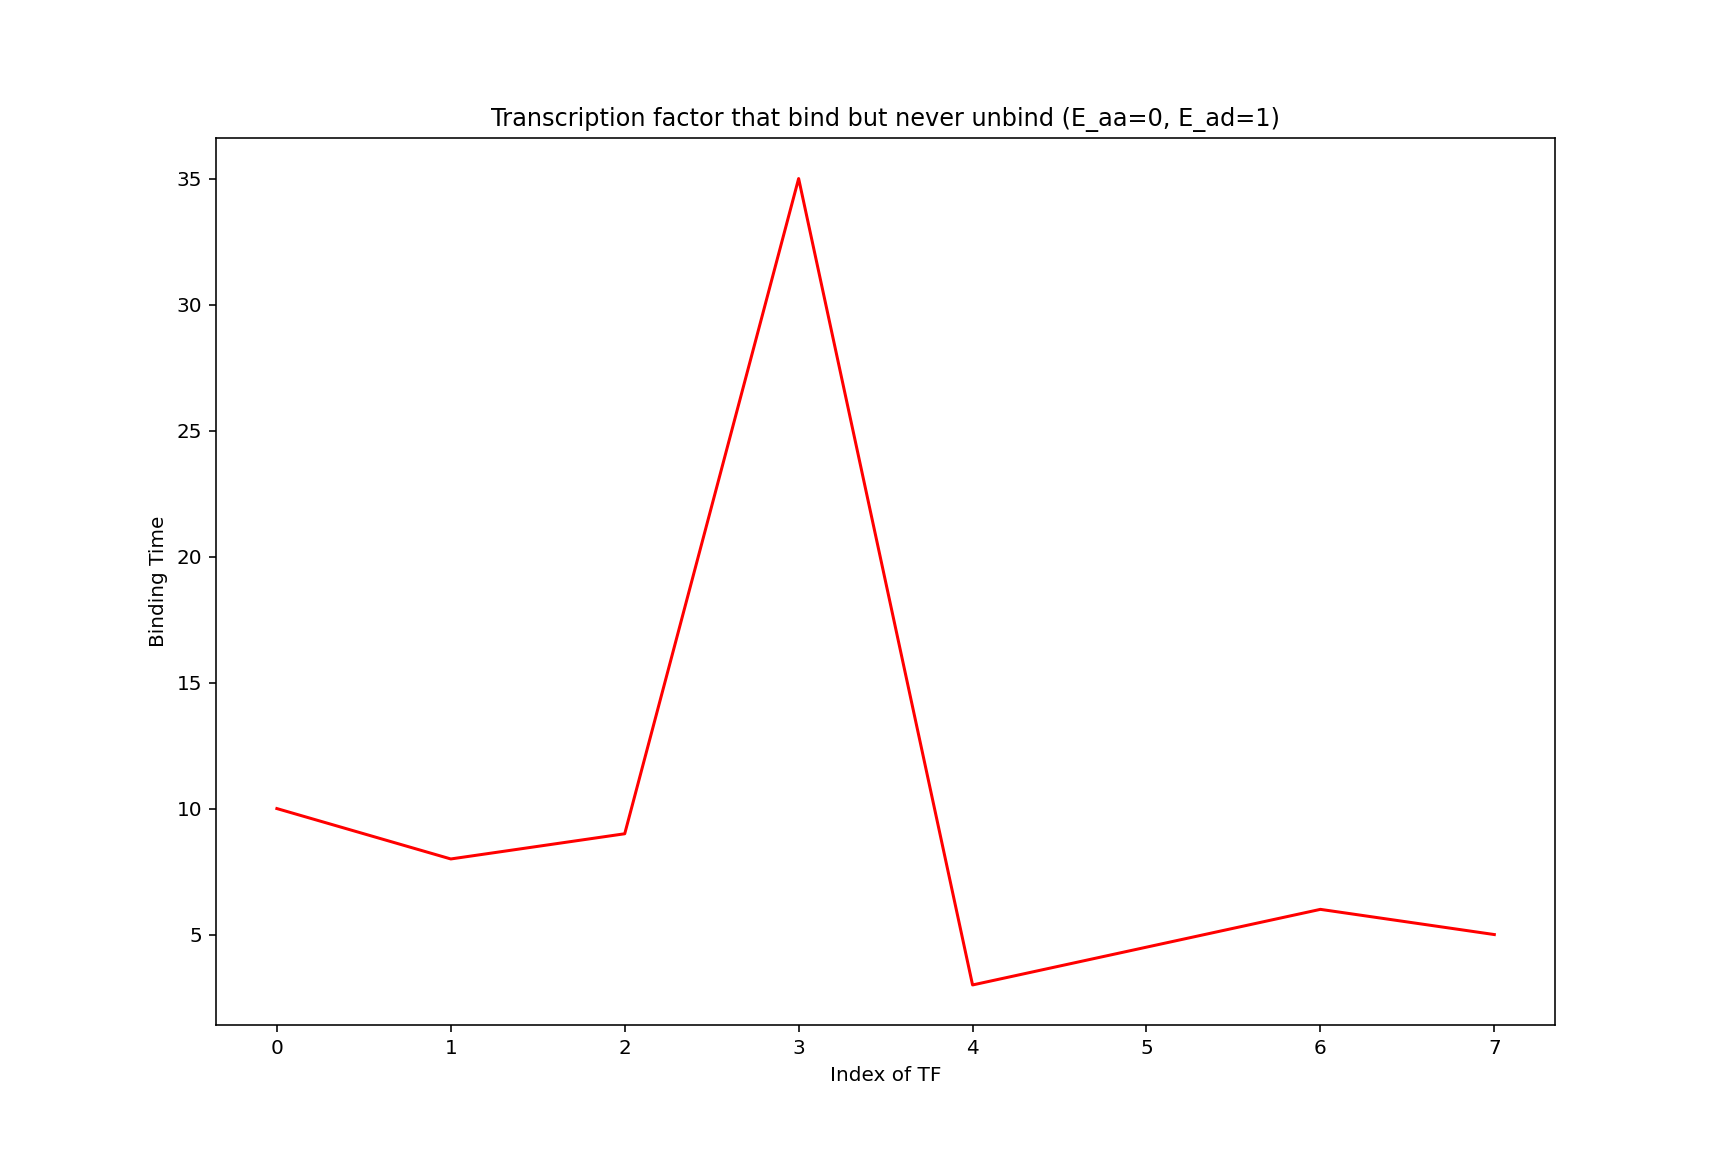 Transcription factor that bind but never unbind (E_aa=0, E_ad=1)
35
30
25
20
15
10
5
Binding Time
0 1 2 3 4 5 6 7
Index of TF